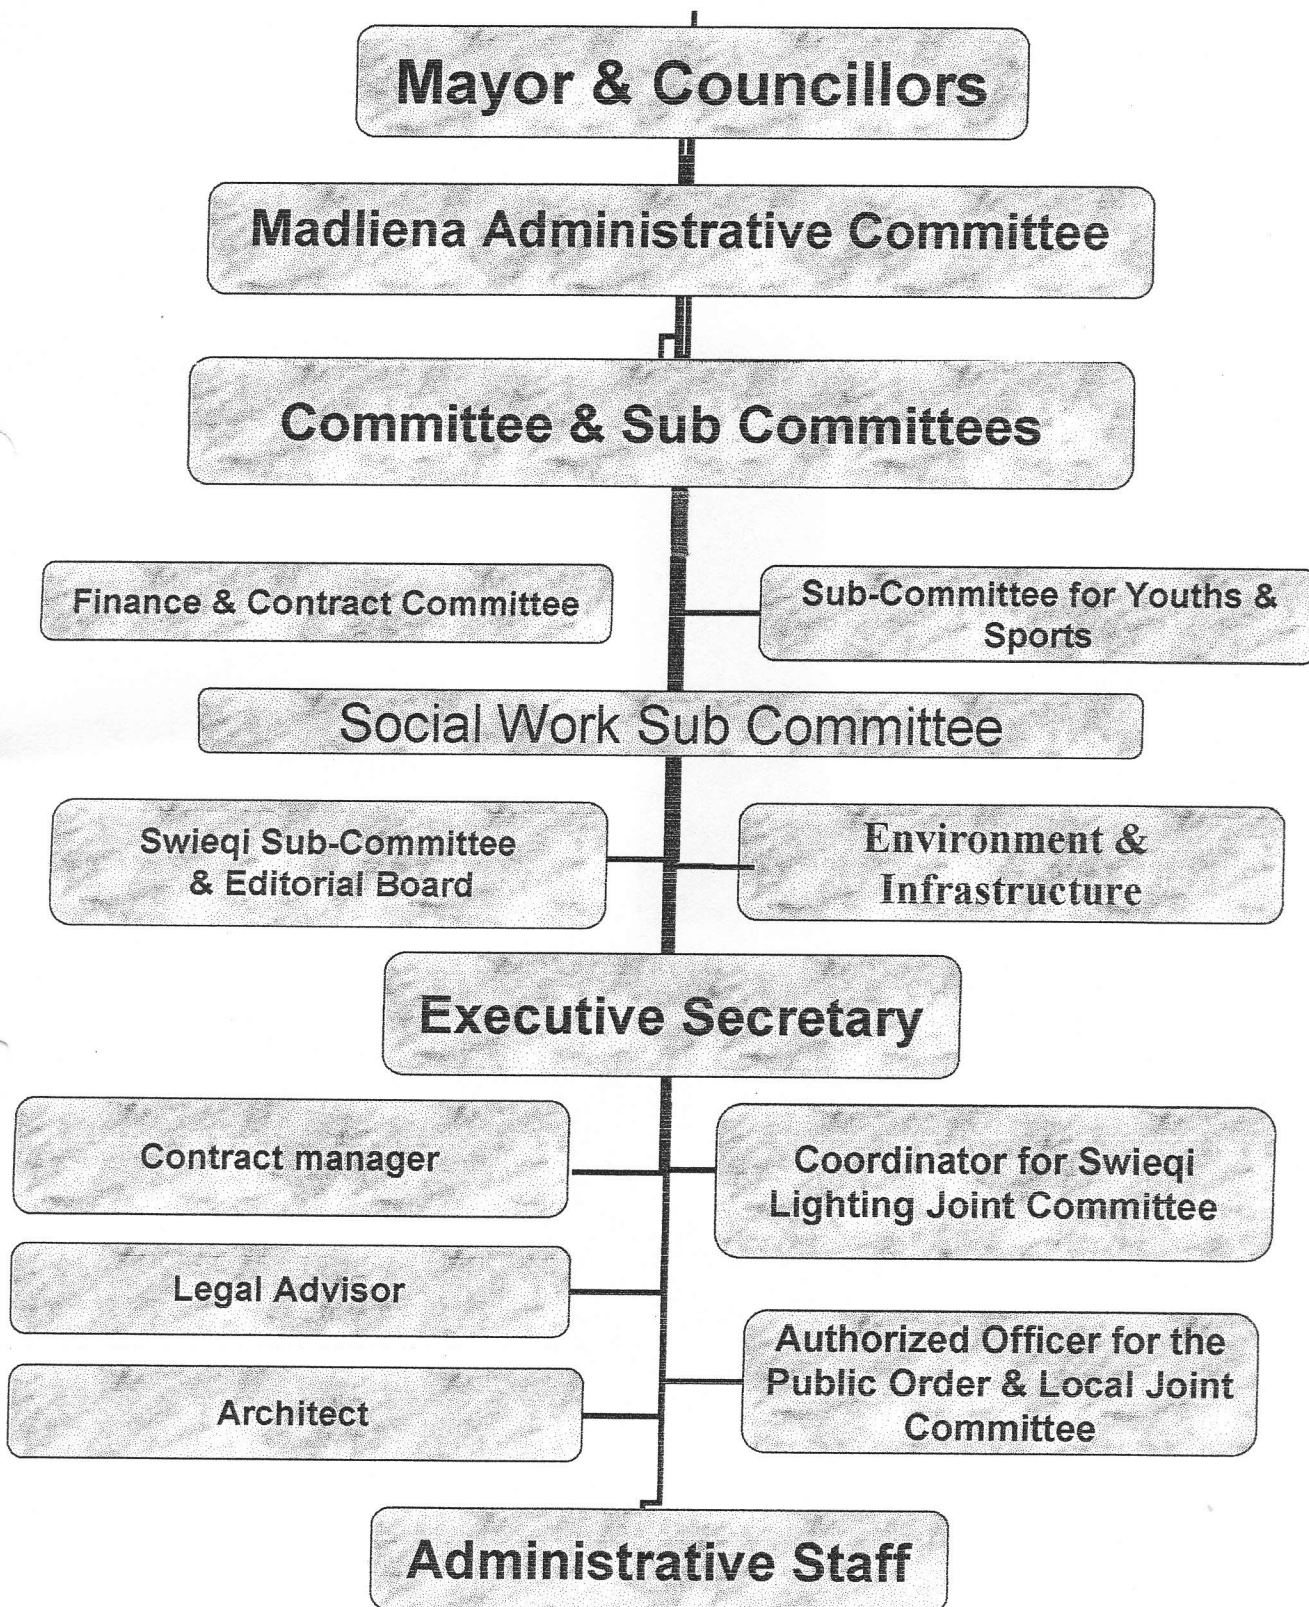 Mayor & Councillors
Madliena Administrative Committee
Committee & Sub Committees
Finance & Contract Committee
Sub-Committee for Youths &
Sports
Social Work Sub Committee
Swieqi Sub-Committee
& Editorial Board
Environment &
Infrastructure
Executive Secretary
Contract manager
Coordinator for Swieqi
Lighting Joint Committee
Legal Advisor
Authorized Officer for the
Public Order & Local Joint
Committee
Architect
Administrative Staff